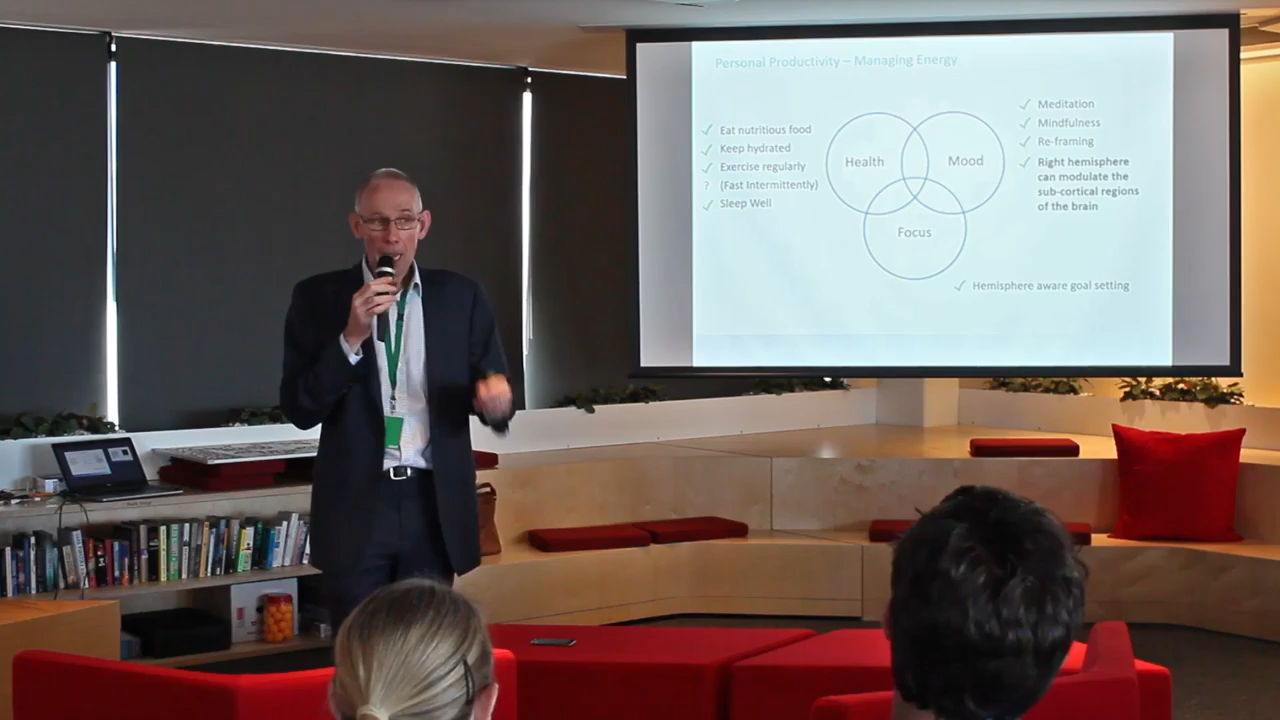 Personal Productivity – Managing Energy
✓ Eat nutritious food
✓ Keep hydrated
✓ Exercise regularly
? (Fast Intermittently)
✓ Sleep Well
Health
Mood
Focus
✓ Meditation
✓ Mindfulness
✓ Re-framing
✓ Right hemisphere
can modulate the
sub-cortical regions
of the brain
✓ Hemisphere aware goal setting